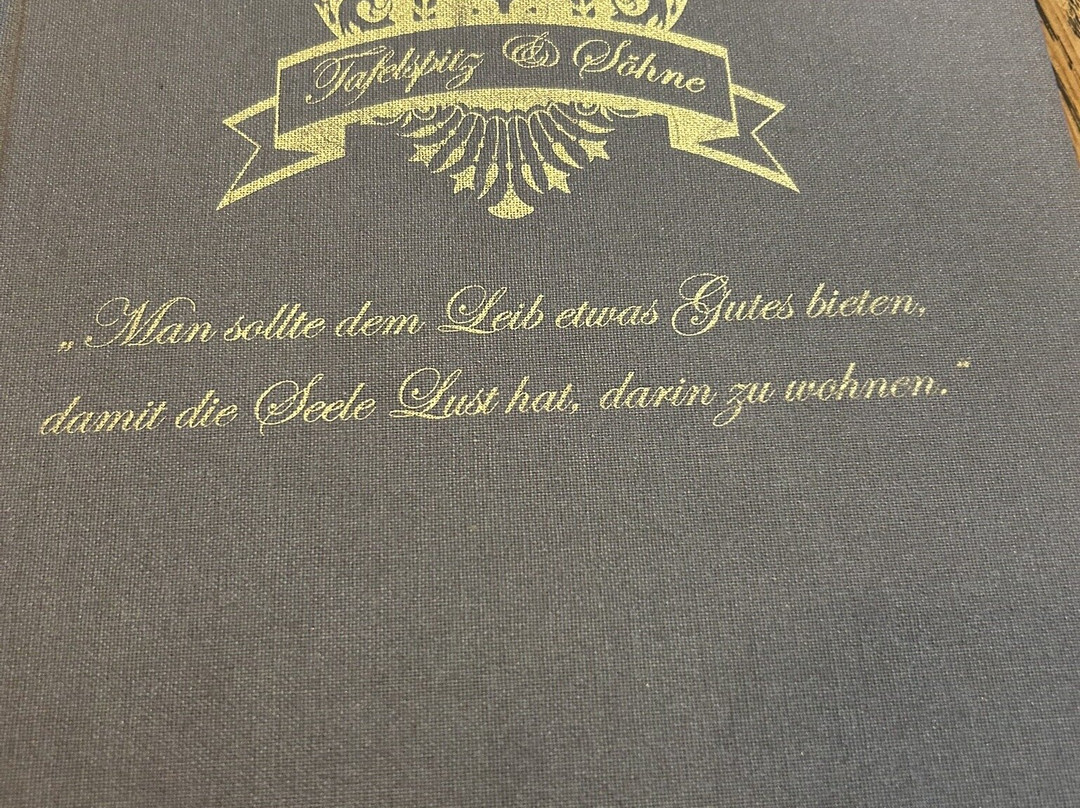 Tafelspitz & Söhne
„Man sollte dem Leib etwas Gutes bieten,
damit die Seele Lust hat, darin zu wohnen.“